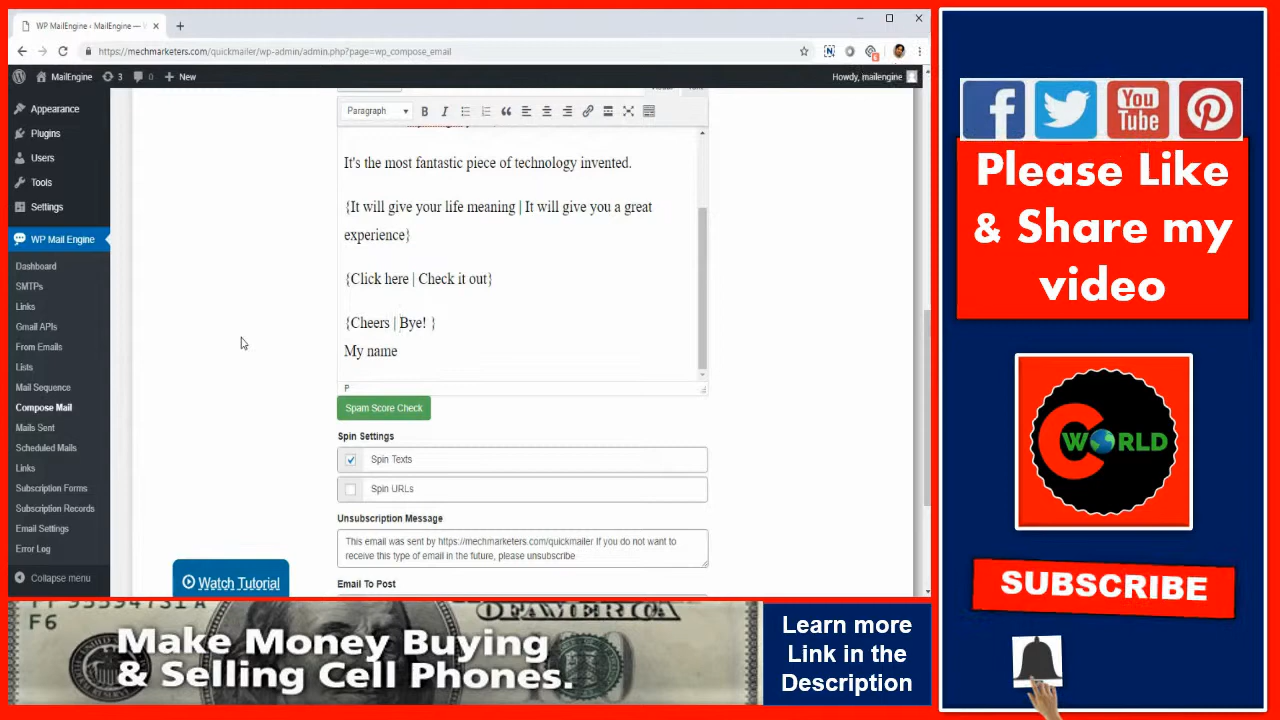 WP MailEngine ‹ MailEngine —
https://mechmarketers.com/quickmailer/wp-admin/admin.php?page=wp_compose_email
MailEngine 3 0 New
Howdy, mailengine
Appearance
Plugins
Users
Tools
Settings
WP Mail Engine
Dashboard
SMTPs
Links
Gmail APIs
From Emails
Lists
Mail Sequence
Compose Mail
Mails Sent
Scheduled Mails
Links
Subscription Forms
Subscription Records
Email Settings
Error Log
Collapse menu
Paragraph
It's the most fantastic piece of technology invented.
{It will give your life meaning | It will give you a great
experience}
{Click here | Check it out}
{Cheers | Bye! }
My name
P
Spam Score Check
Spin Settings
Spin Texts
Spin URLs
Unsubscription Message
This email was sent by https://mechmarketers.com/quickmailer If you do not want to
receive this type of email in the future, please unsubscribe
Email To Post
Watch Tutorial
You
Tube
Please Like
& Share my
video
C WORLD
SUBSCRIBE
F6
OF AMERICA
Make Money Buying
& Selling Cell Phones.
Learn more
Link in the
Description